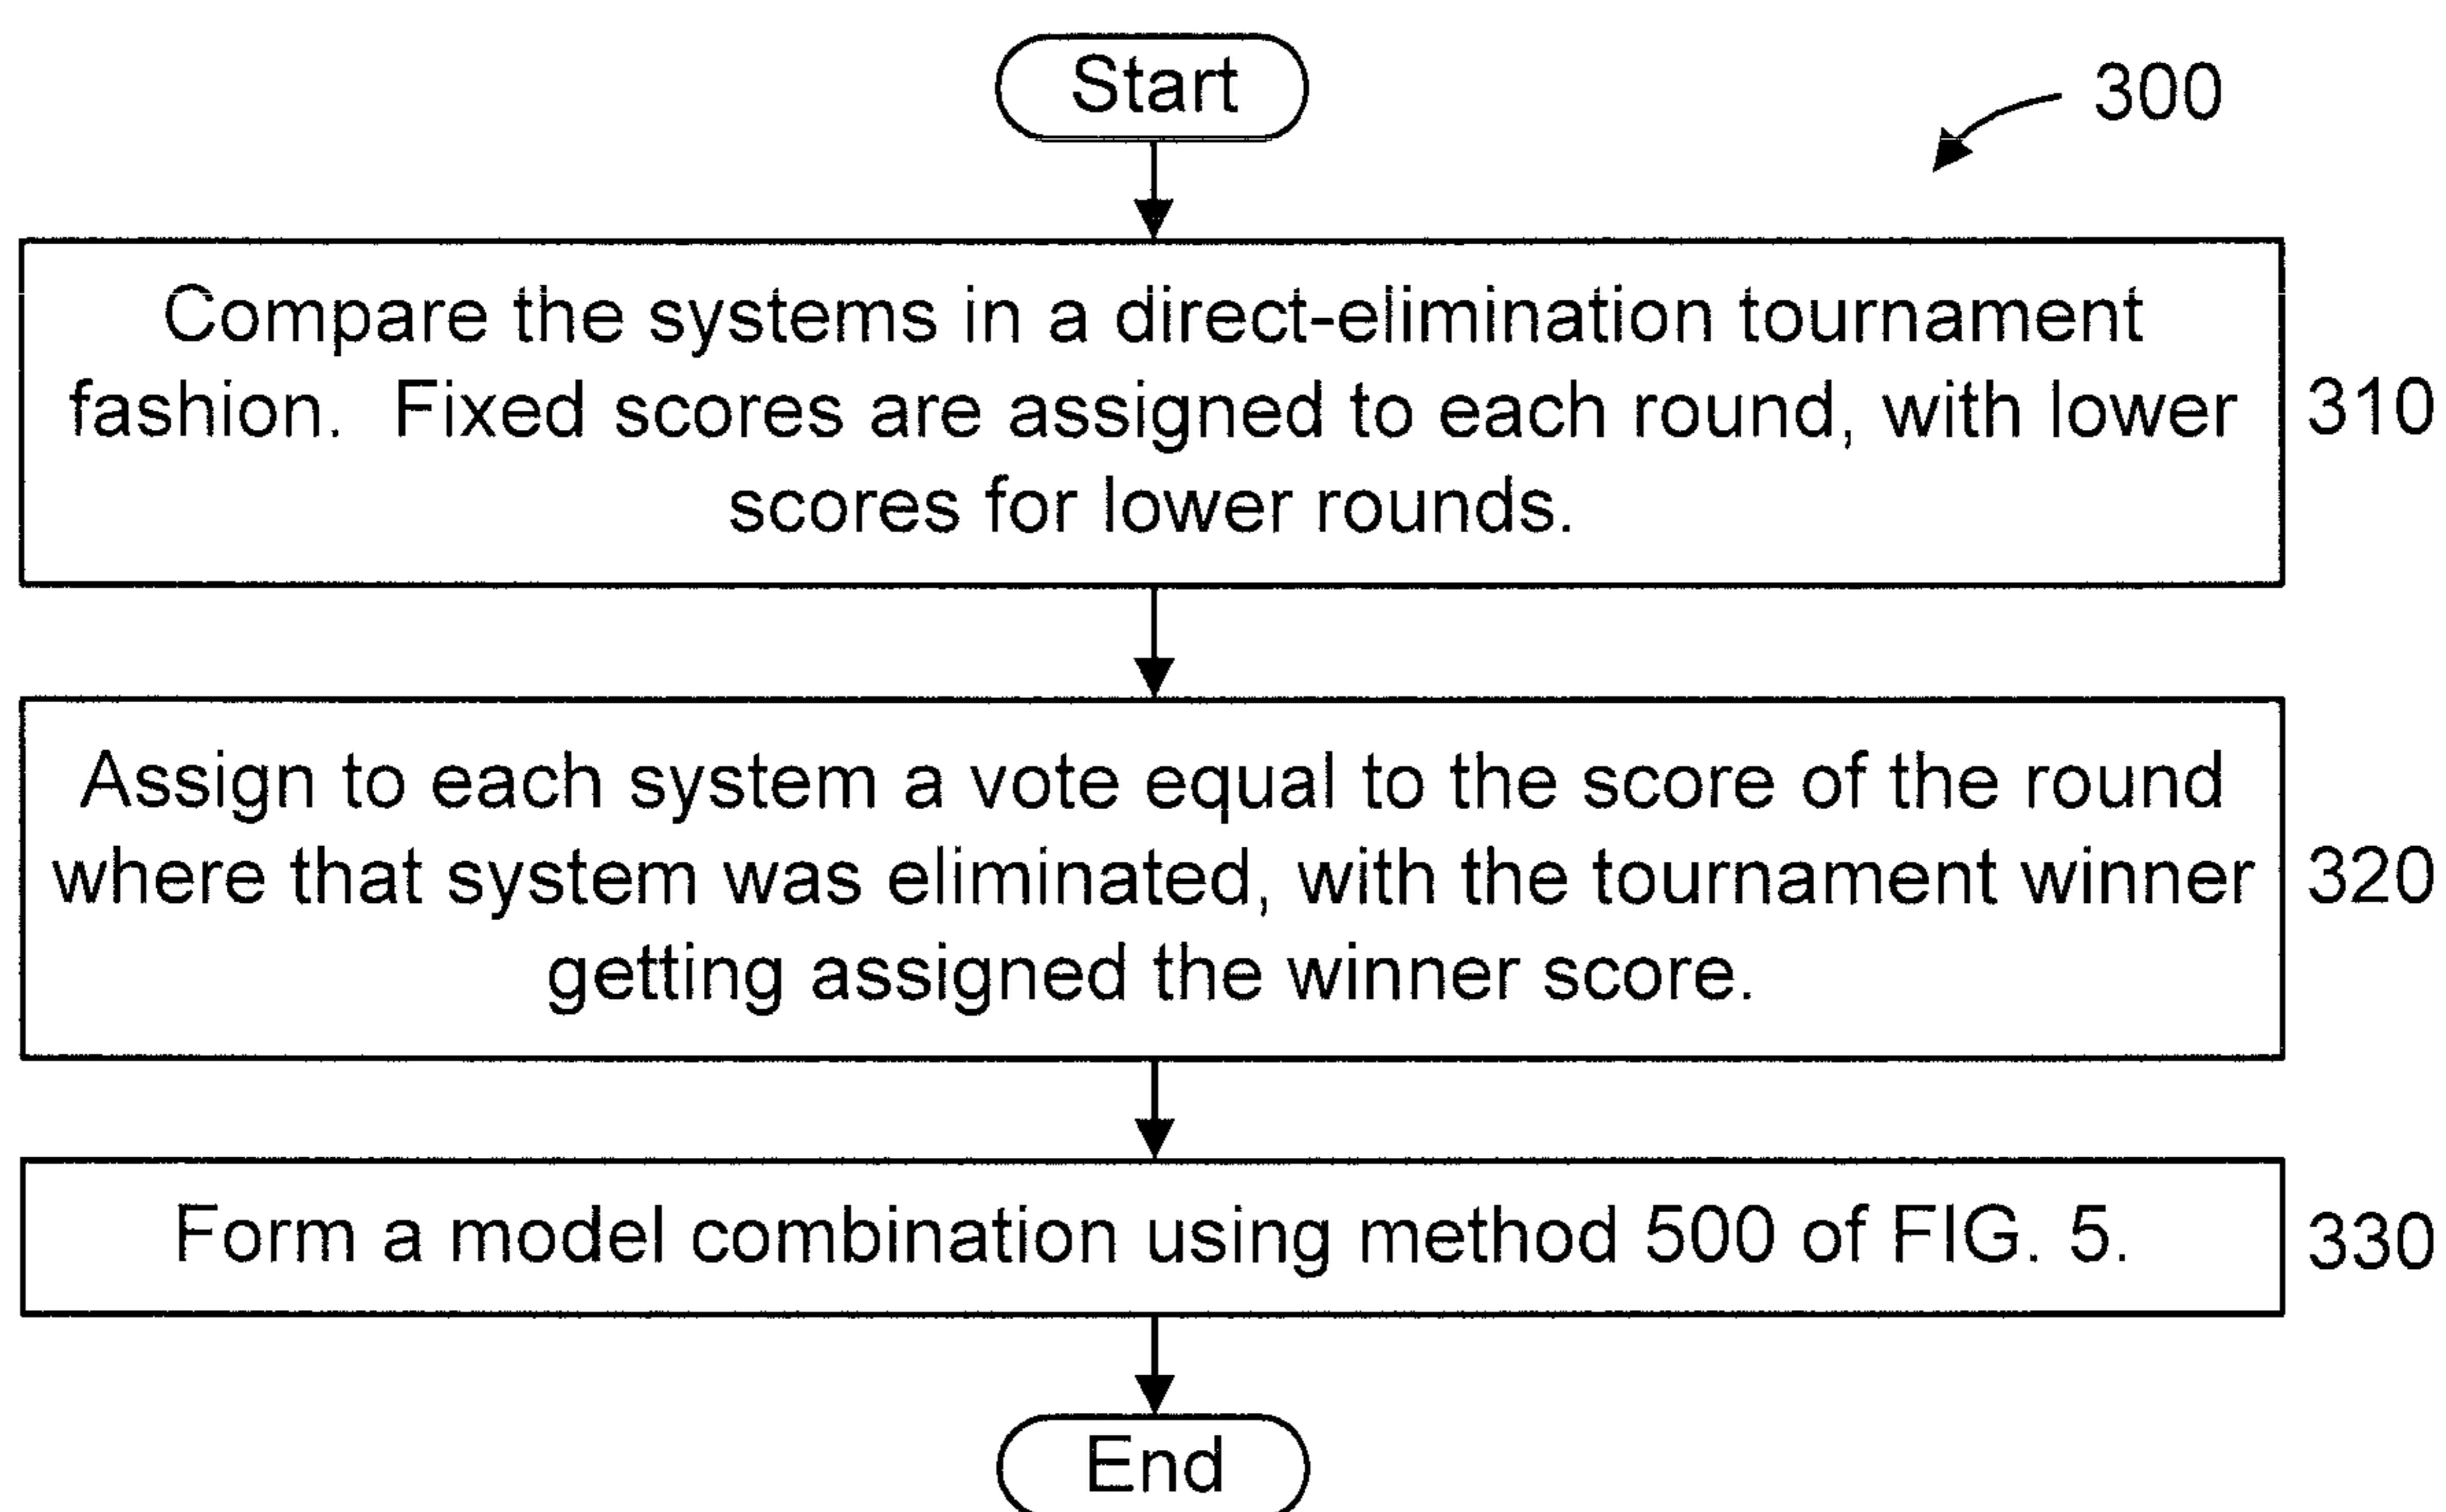 Start
300
Compare the systems in a direct-elimination tournament
fashion. Fixed scores are assigned to each round, with lower
scores for lower rounds.
310
Assign to each system a vote equal to the score of the round
where that system was eliminated, with the tournament winner
getting assigned the winner score.
320
Form a model combination using method 500 of FIG. 5.
330
End